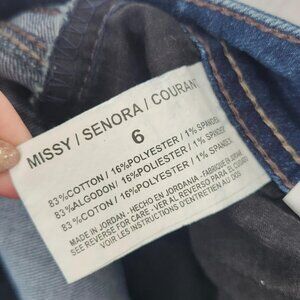 MISSY / SENORA / COURANT
6
83%COTTON / 16%POLYESTER / 1% SPANDEX
83%ALGODON / 16%POLIESTER / 1% SPANDEX
83%COTON / 16%POLYESTER / 1% SPANDEX
MADE IN JORDAN - HECHO EN JORDANIA - FABRIQUE EN JORDANIE
SEE REVERSE FOR CARE - VER AL REVERSO PARA EL CUIDADO
VOIR LES INSTRUCTIONS D'ENTRETIEN AU DOS